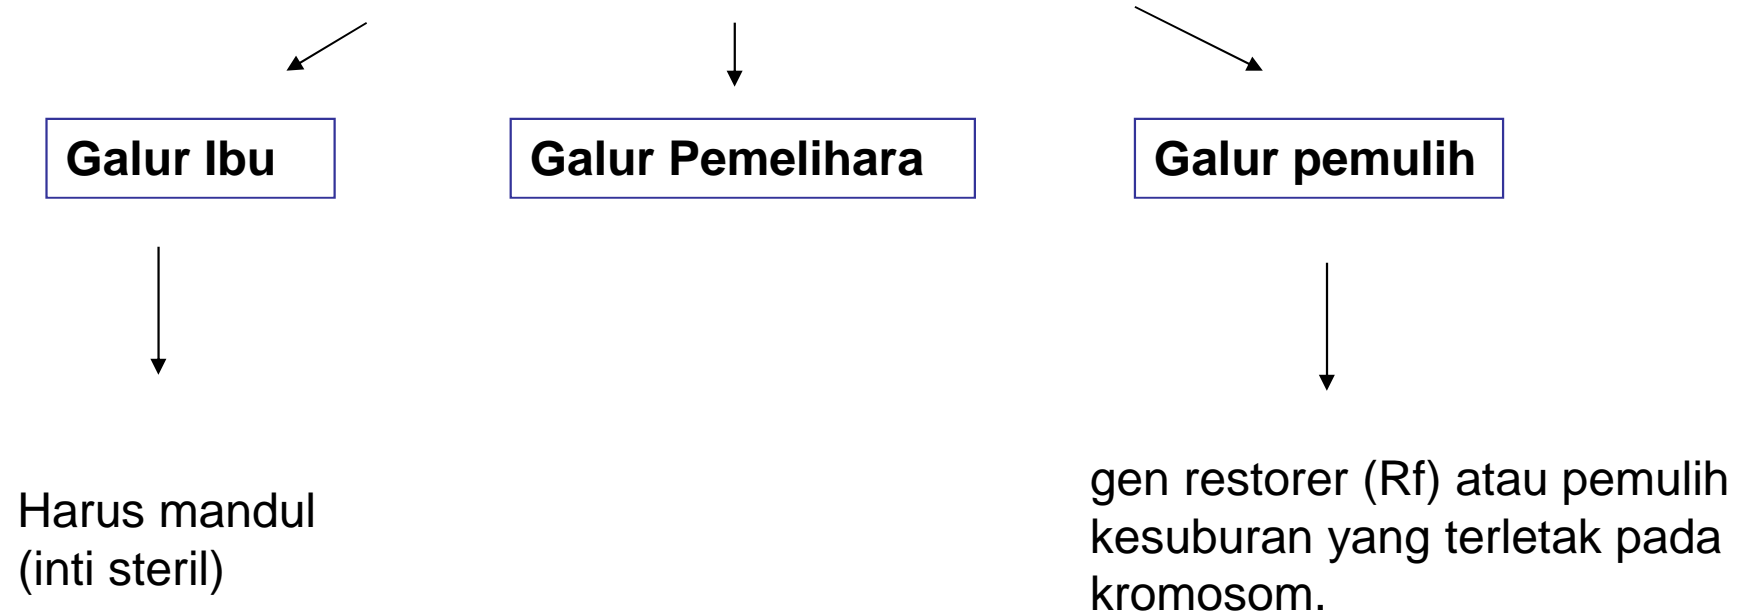 Galur Ibu
Galur Pemelihara
Galur pemulih
Harus mandul
(inti steril)
gen restorer (Rf) atau pemulih
kesuburan yang terletak pada
kromosom.